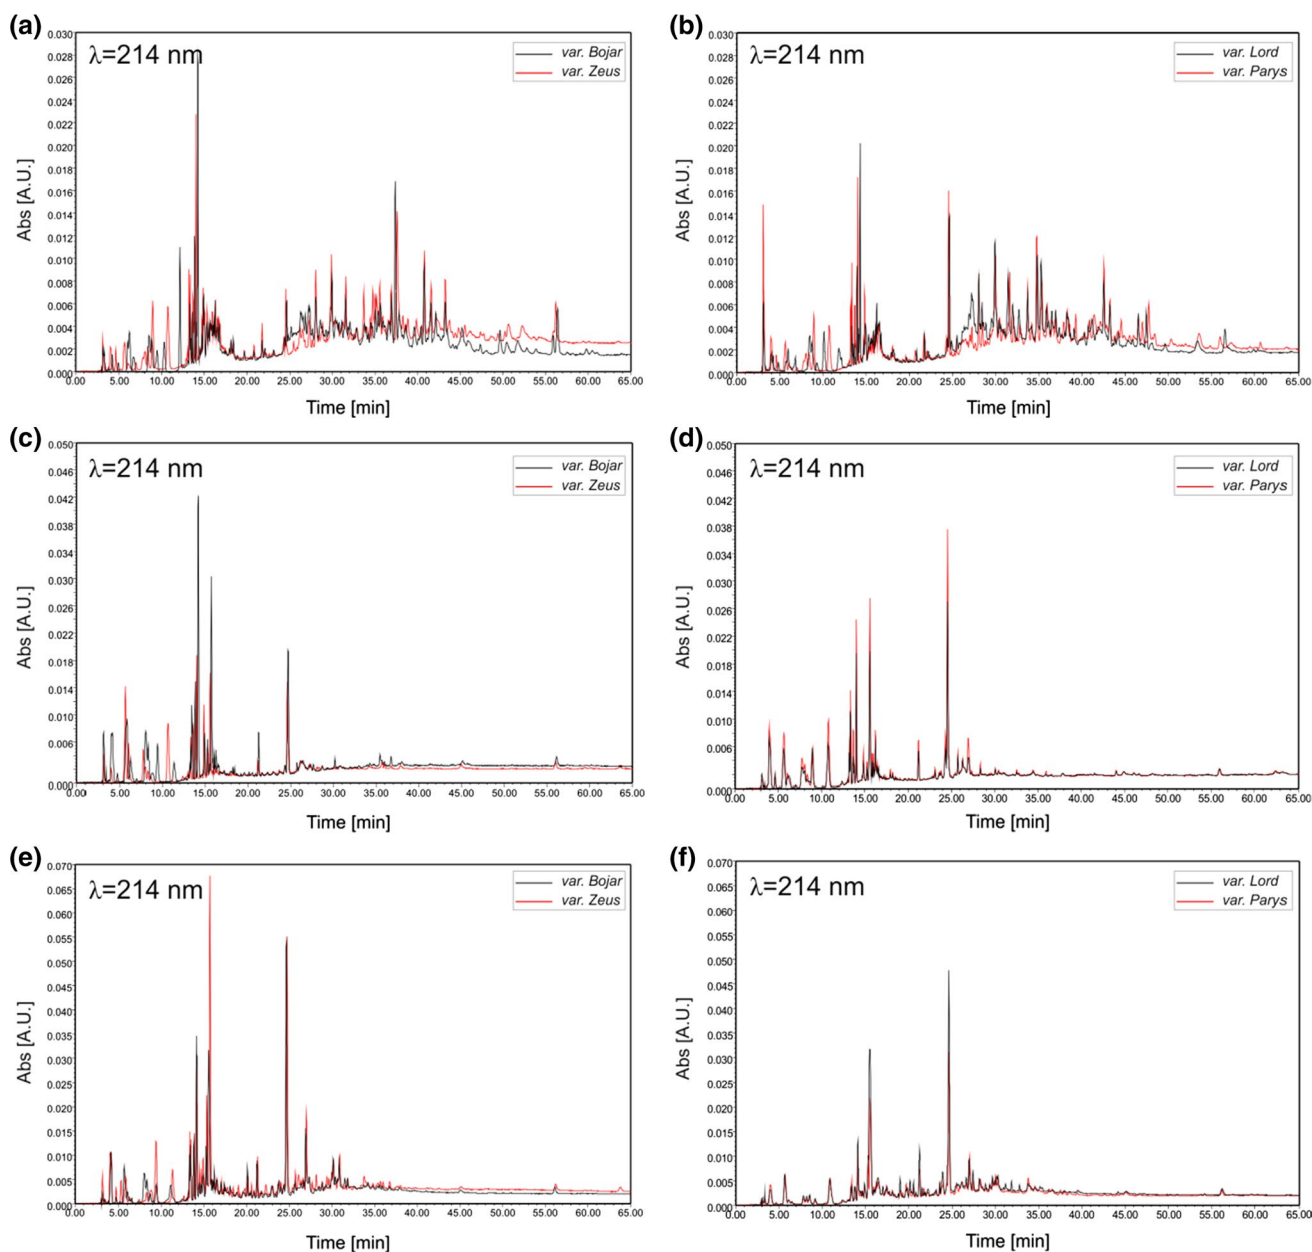 (a)
λ=214 nm
var. Bojar
var. Zeus
Abs [A.U.]
0.030
0.028
0.026
0.024
0.022
0.020
0.018
0.016
0.014
0.012
0.010
0.008
0.006
0.004
0.002
0.000
0.00 5.00 10.00 15.00 20.00 25.00 30.00 35.00 40.00 45.00 50.00 55.00 60.00 65.00
Time [min]
(b)
λ=214 nm
var. Lord
var. Parys
Abs [A.U.]
0.030
0.028
0.026
0.024
0.022
0.020
0.018
0.016
0.014
0.012
0.010
0.008
0.006
0.004
0.002
0.000
0.00 5.00 10.00 15.00 20.00 25.00 30.00 35.00 40.00 45.00 50.00 55.00 60.00 65.00
Time [min]
(c)
λ=214 nm
var. Bojar
var. Zeus
Abs [A.U.]
0.050
0.046
0.042
0.038
0.034
0.030
0.026
0.022
0.018
0.014
0.010
0.006
0.000
0.00 5.00 10.00 15.00 20.00 25.00 30.00 35.00 40.00 45.00 50.00 55.00 60.00 65.00
Time [min]
(d)
λ=214 nm
var. Lord
var. Parys
Abs [A.U.]
0.050
0.046
0.042
0.038
0.034
0.030
0.026
0.022
0.018
0.014
0.010
0.006
0.000
0.00 5.00 10.00 15.00 20.00 25.00 30.00 35.00 40.00 45.00 50.00 55.00 60.00 65.00
Time [min]
(e)
λ=214 nm
var. Bojar
var. Zeus
Abs [A.U.]
0.070
0.065
0.060
0.055
0.050
0.045
0.040
0.035
0.030
0.025
0.020
0.015
0.010
0.005
0.000
0.00 5.00 10.00 15.00 20.00 25.00 30.00 35.00 40.00 45.00 50.00 55.00 60.00 65.00
Time [min]
(f)
λ=214 nm
var. Lord
var. Parys
Abs [A.U.]
0.070
0.065
0.060
0.055
0.050
0.045
0.040
0.035
0.030
0.025
0.020
0.015
0.010
0.005
0.000
0.00 5.00 10.00 15.00 20.00 25.00 30.00 35.00 40.00 45.00 50.00 55.00 60.00 65.00
Time [min]